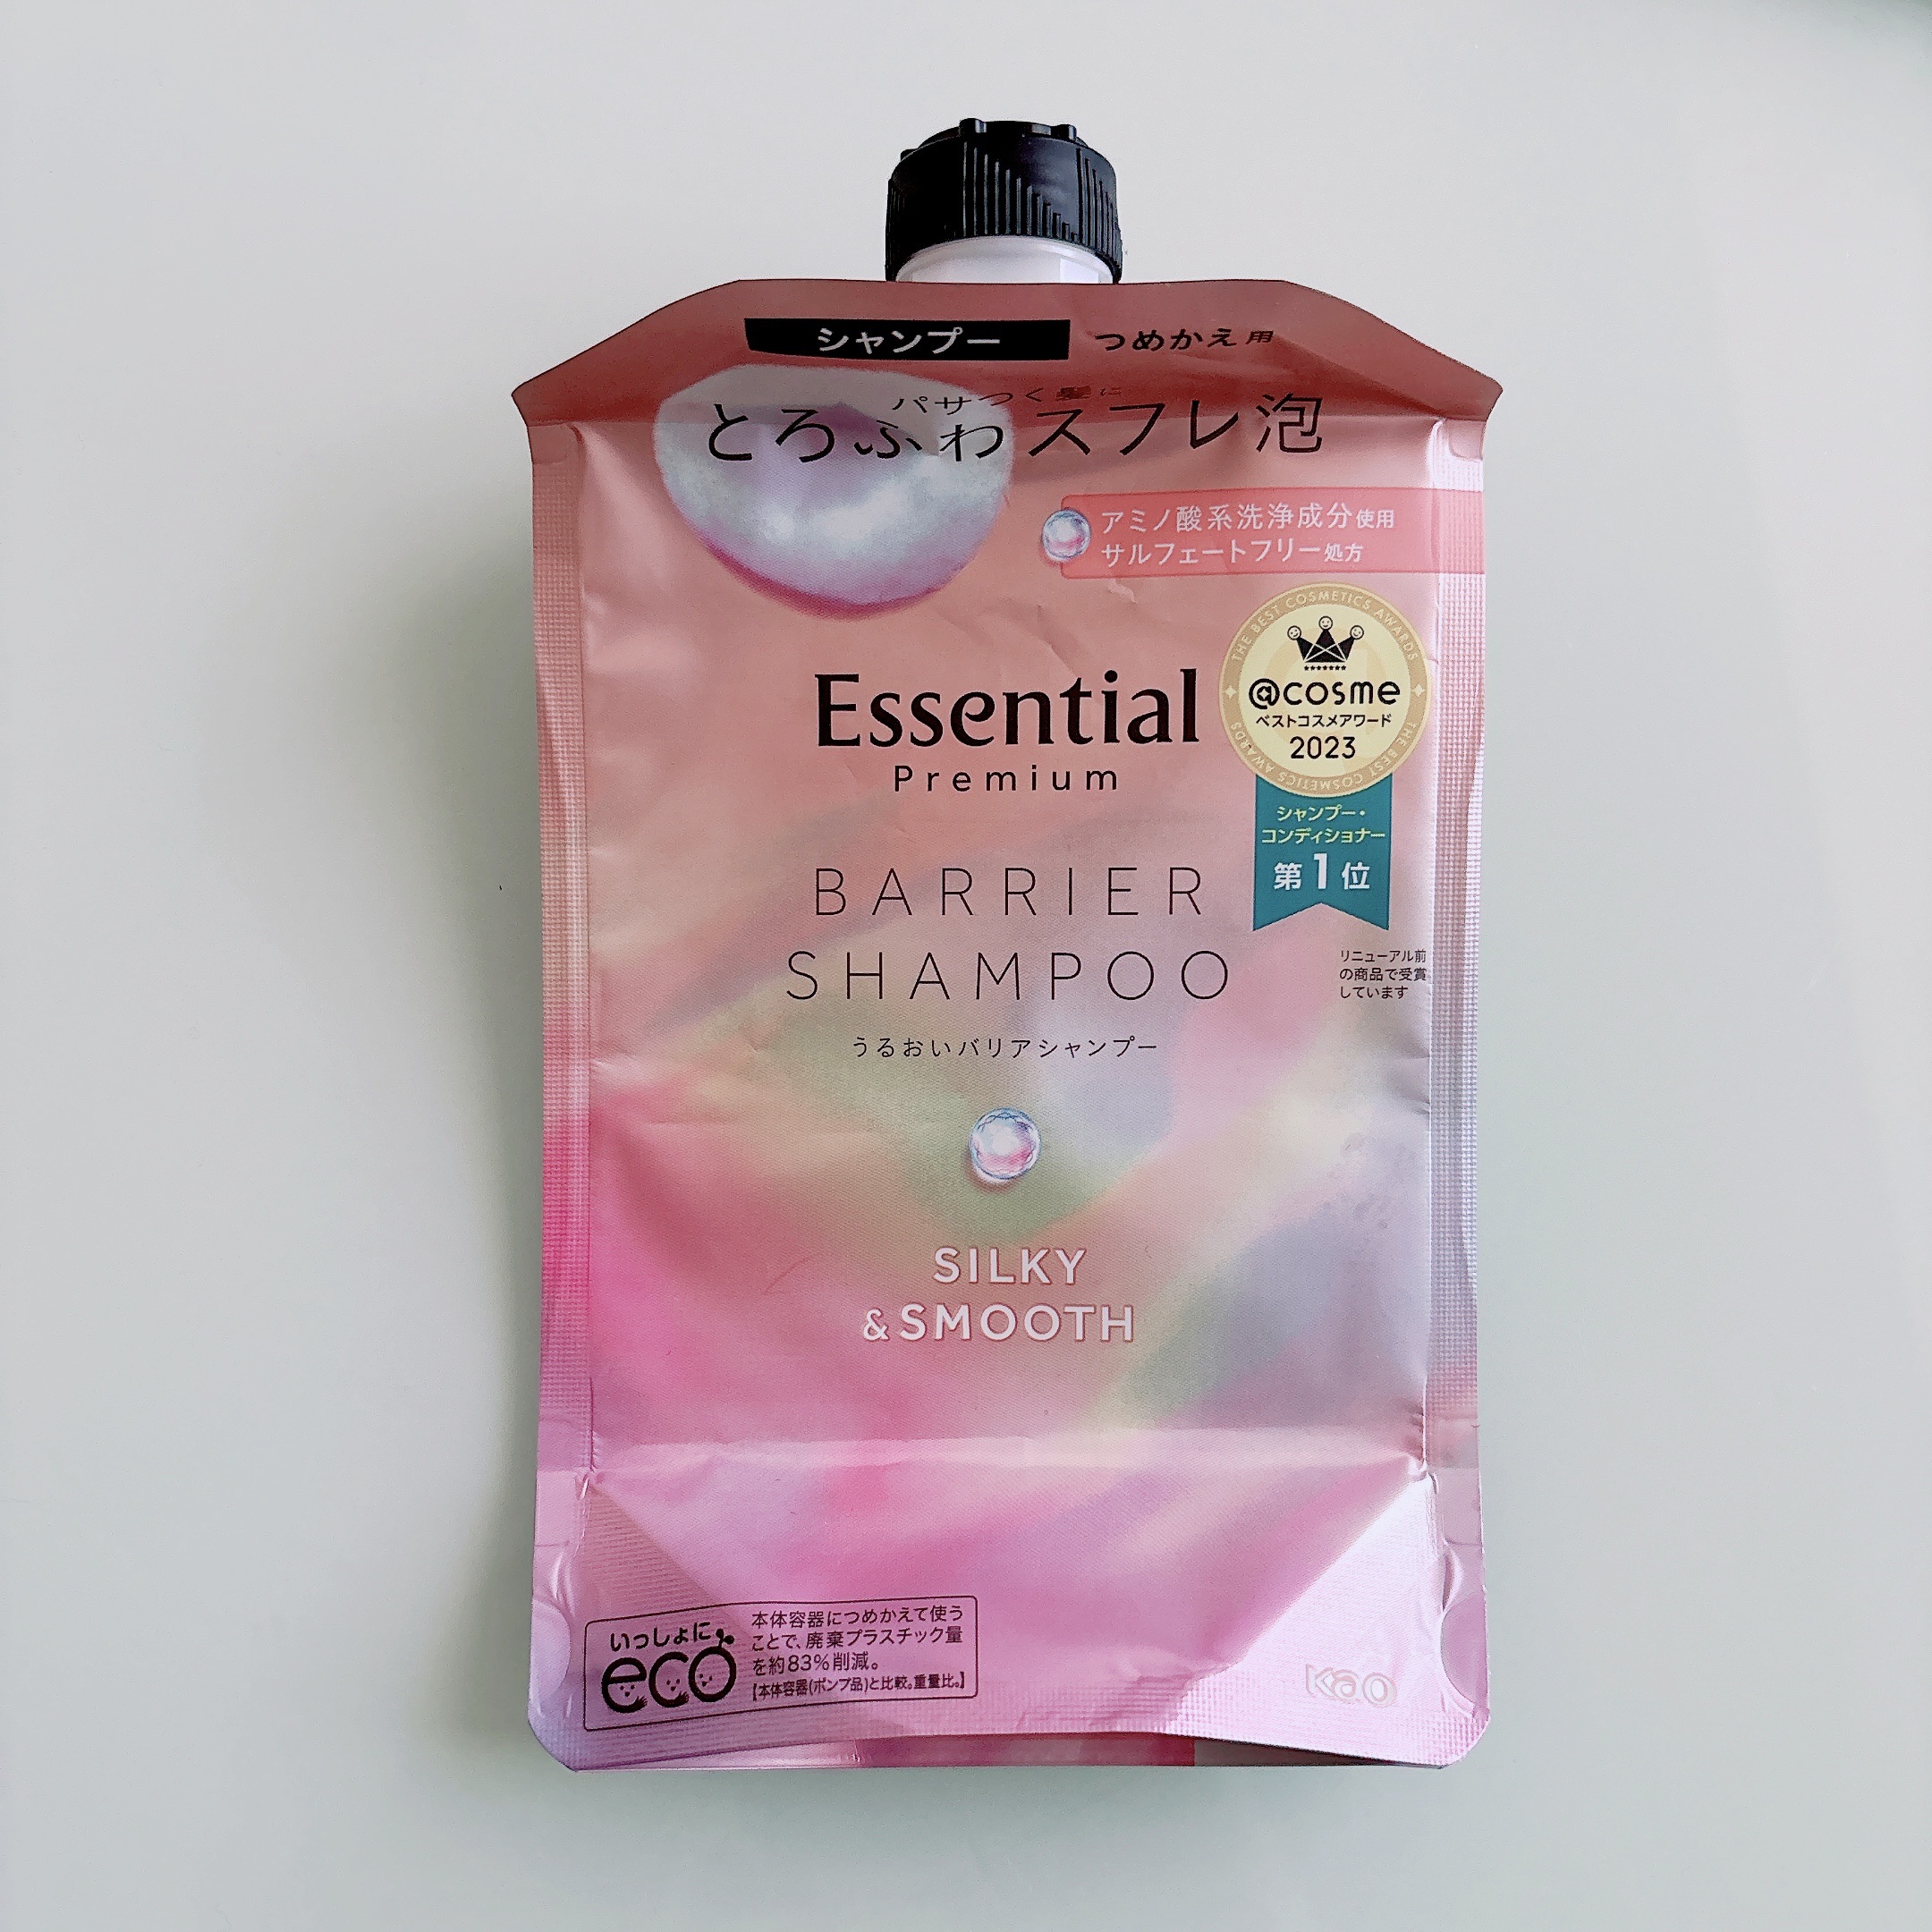 シャンプー つめかえ用
パサつく髪に
とろふわスフレ泡
アミノ酸系洗浄成分使用
サルフェートフリー処方
THE BEST COSMETICS AWARDS
@cosme
ベストコスメアワード
2023
THE BEST COSMETICS AWARDS
シャンプー・
コンディショナー
第1位
リニューアル前
の商品で受賞
しています
Essential
Premium
BARRIER
SHAMPOO
うるおいバリアシャンプー
SILKY
&SMOOTH
いっしょに
eco
本体容器につめかえて使う
ことで、廃棄プラスチック量
を約83%削減。
【本体容器(ポンプ品)と比較。重量比。】
Kao